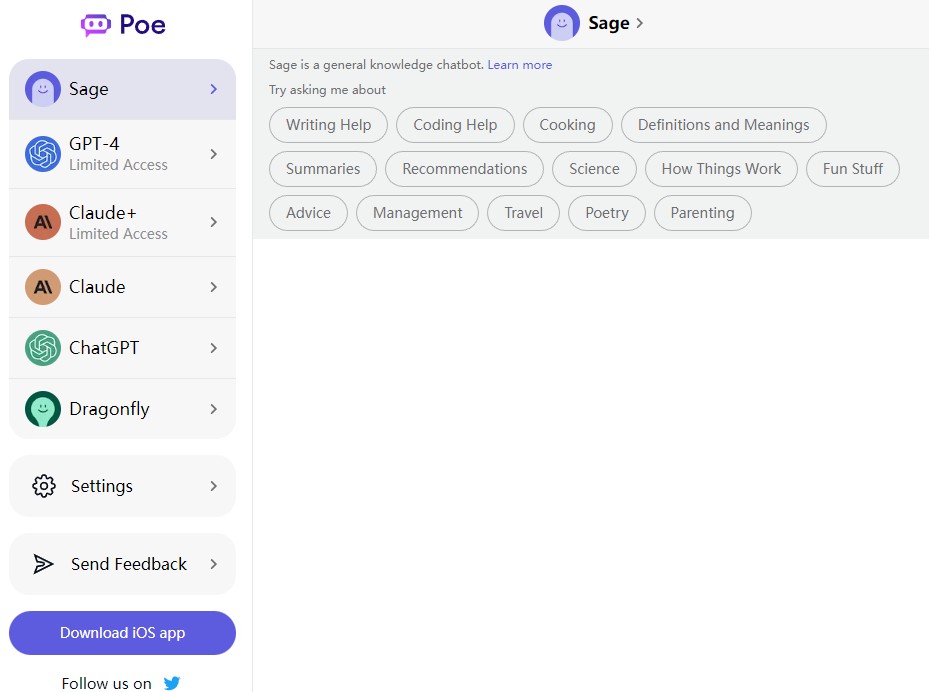 Poe
Sage
GPT-4
Limited Access
Claude+
Limited Access
Claude
ChatGPT
Dragonfly
Settings
Send Feedback
Download iOS app
Follow us on
Sage
Sage is a general knowledge chatbot. Learn more
Try asking me about
Writing Help Coding Help Cooking Definitions and Meanings
Summaries Recommendations Science How Things Work Fun Stuff
Advice Management Travel Poetry Parenting